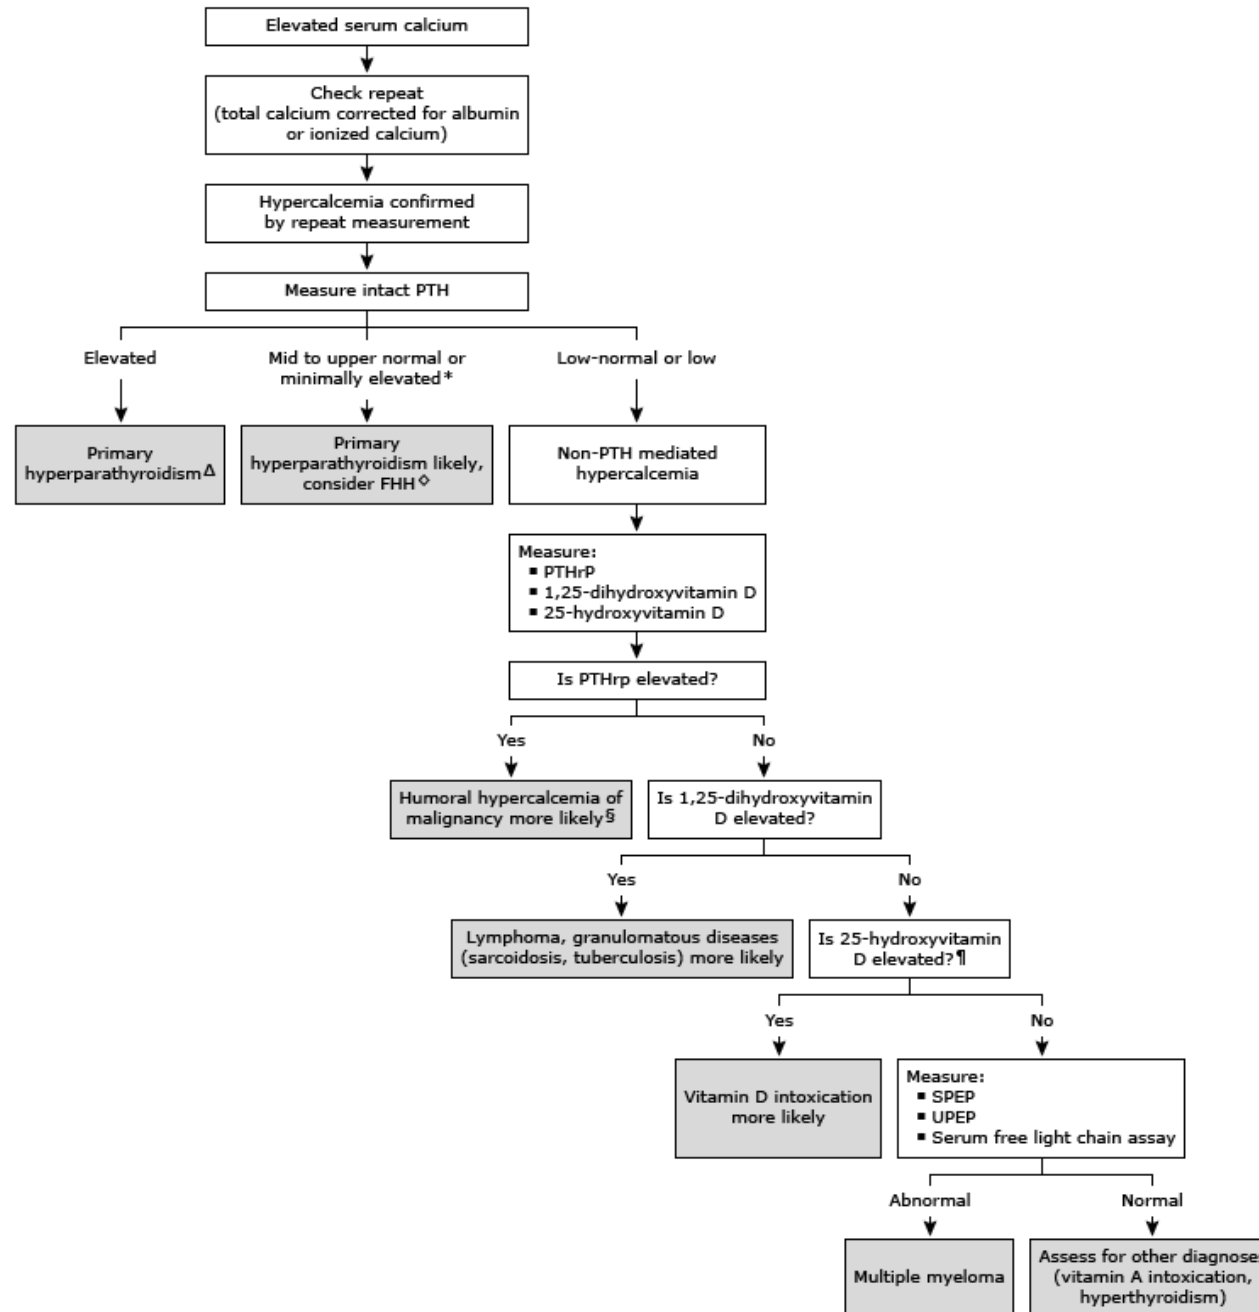 Elevated serum calcium
Check repeat
(total calcium corrected for albumin
or ionized calcium)
Hypercalcemia confirmed
by repeat measurement
Measure intact PTH
Elevated
Mid to upper normal or
minimally elevated*
Low-normal or low
Primary
hyperparathyroidismΔ
Primary
hyperparathyroidism likely,
consider FHH◇
Non-PTH mediated
hypercalcemia
Measure:
▪ PTHrP
▪ 1,25-dihydroxyvitamin D
▪ 25-hydroxyvitamin D
Is PTHrp elevated?
Yes
No
Humoral hypercalcemia of
malignancy more likely§
Is 1,25-dihydroxyvitamin
D elevated?
Yes
No
Lymphoma, granulomatous diseases
(sarcoidosis, tuberculosis) more likely
Is 25-hydroxyvitamin
D elevated?¶
Yes
No
Vitamin D intoxication
more likely
Measure:
▪ SPEP
▪ UPEP
▪ Serum free light chain assay
Abnormal
Normal
Multiple myeloma
Assess for other diagnose
(vitamin A intoxication,
hyperthyroidism)